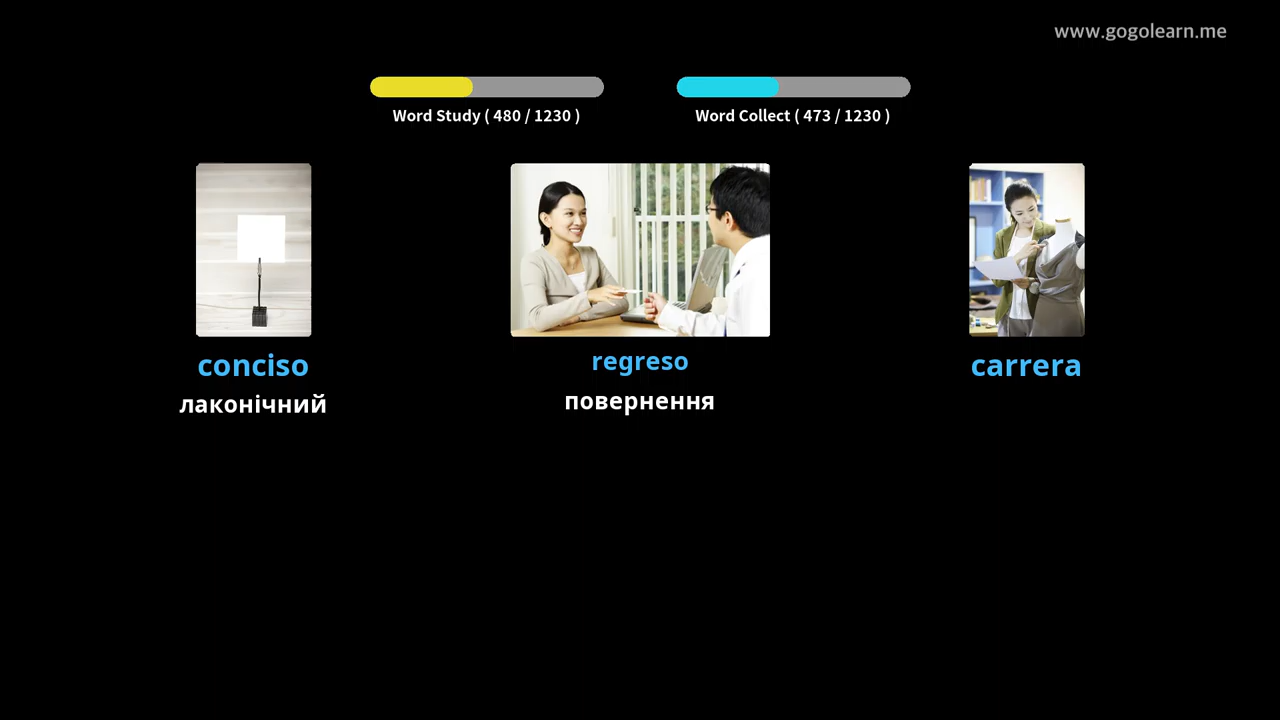 www.gogolearn.me
Word Study ( 480 / 1230 )
Word Collect ( 473 / 1230 )
conciso
лаконічний
regreso
повернення
carrera